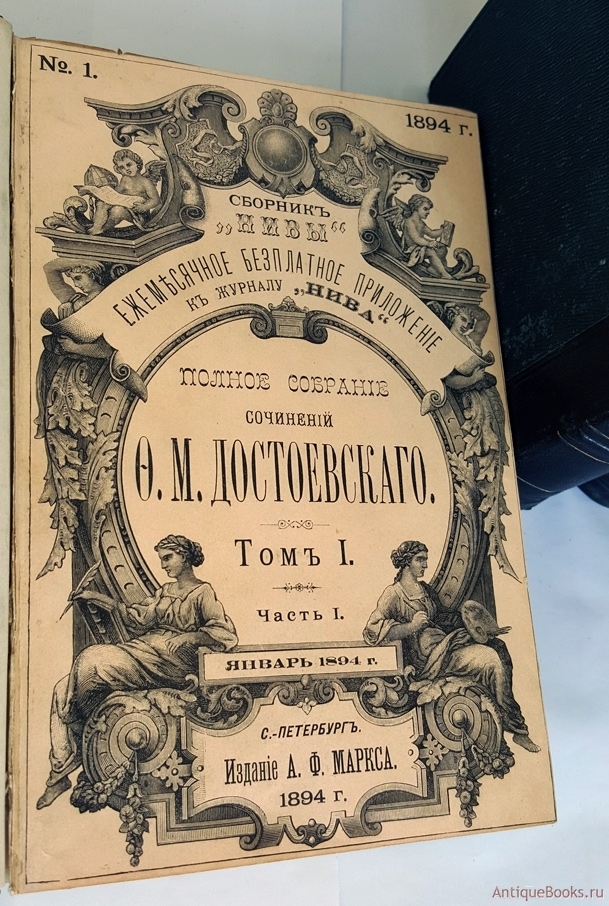 №. 1.
1894 г.
СБОРНИКЪ
„НИВЫ“
ЕЖЕМѢСЯЧНОЕ БЕЗПЛАТНОЕ ПРИЛОЖЕНІЕ
КЪ ЖУРНАЛУ „НИВА“
ПОЛНОЕ СОБРАНІЕ
СОЧИНЕНІЙ
Ѳ. М. ДОСТОЕВСКАГО.
Томъ I.
Часть I.
ЯНВАРЬ 1894 г.
С.-ПЕТЕРБУРГЪ.
Изданіе А. Ф. МАРКСА.
1894 г.
AntiqueBooks.ru